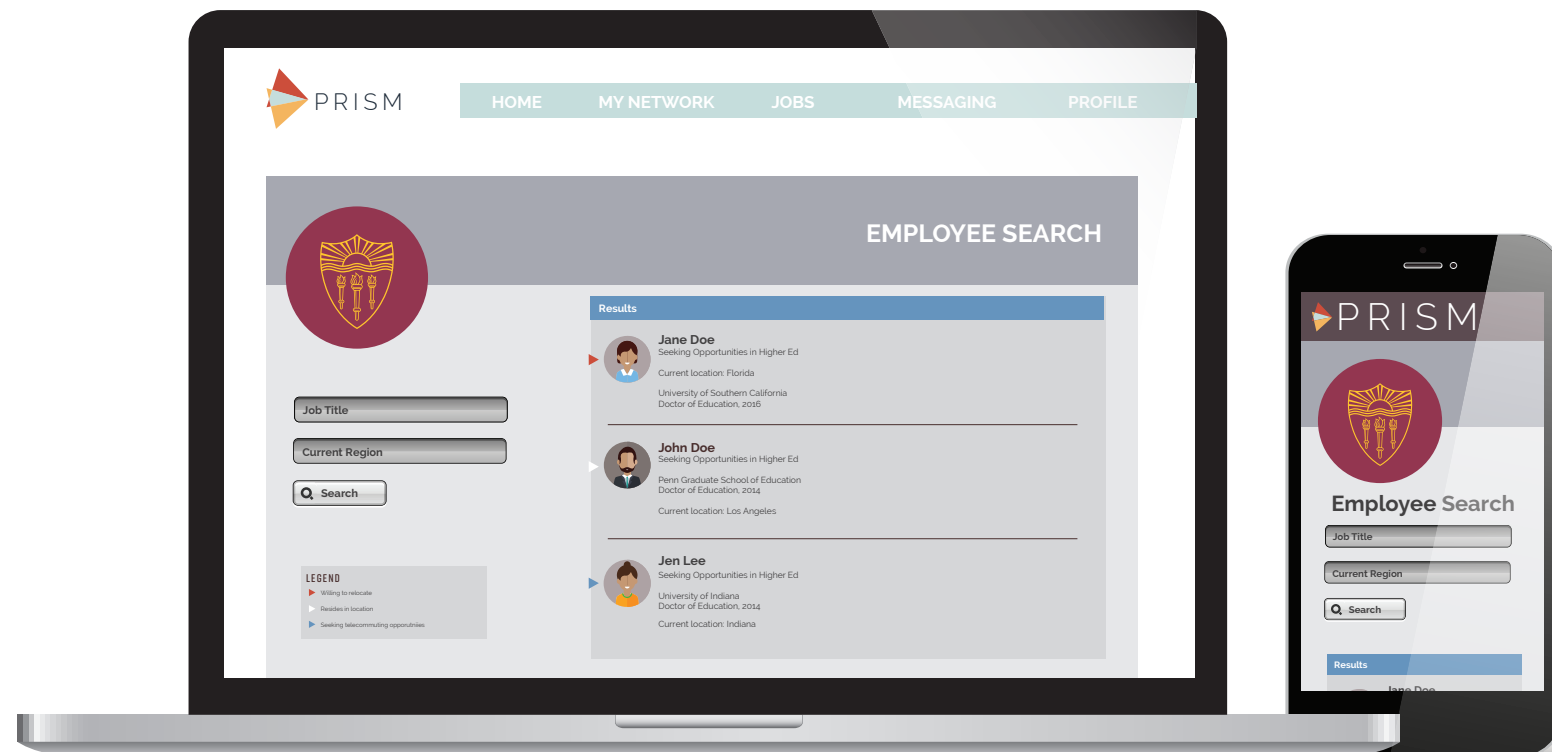 PRISM
HOME MY NETWORK JOBS MESSAGING PROFILE
EMPLOYEE SEARCH
Job Title
Current Region
Search
LEGEND
Willing to relocate
Resides in location
Seeking telecommuting opporutniies
Results
Jane Doe
Seeking Opportunities in Higher Ed
Current location: Florida
University of Southern California
Doctor of Education, 2016
John Doe
Seeking Opportunities in Higher Ed
Penn Graduate School of Education
Doctor of Education, 2014
Current location: Los Angeles
Jen Lee
Seeking Opportunities in Higher Ed
University of Indiana
Doctor of Education, 2014
Current location: Indiana
PRISM
Employee Search
Job Title
Current Region
Search
Results
Jane Doe